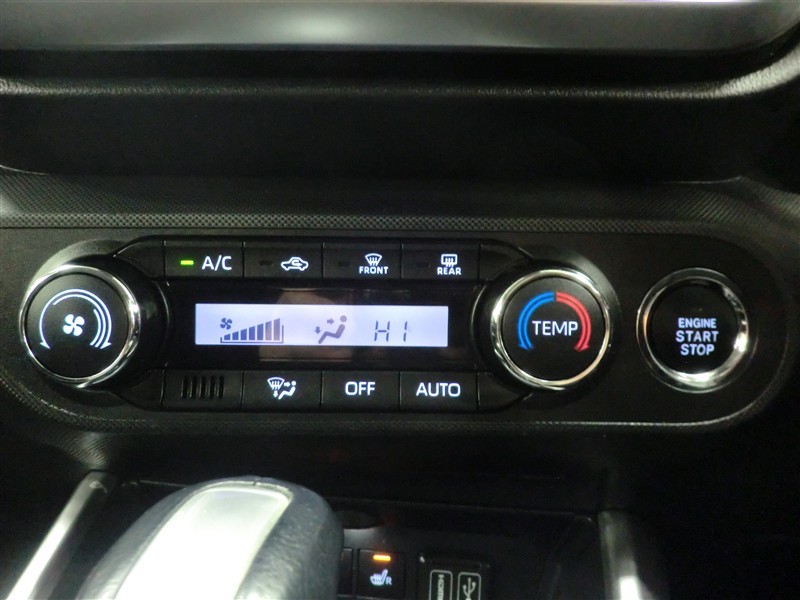 A/C
FRONT
REAR
HI
TEMP
ENGINE
START
STOP
OFF
AUTO
R